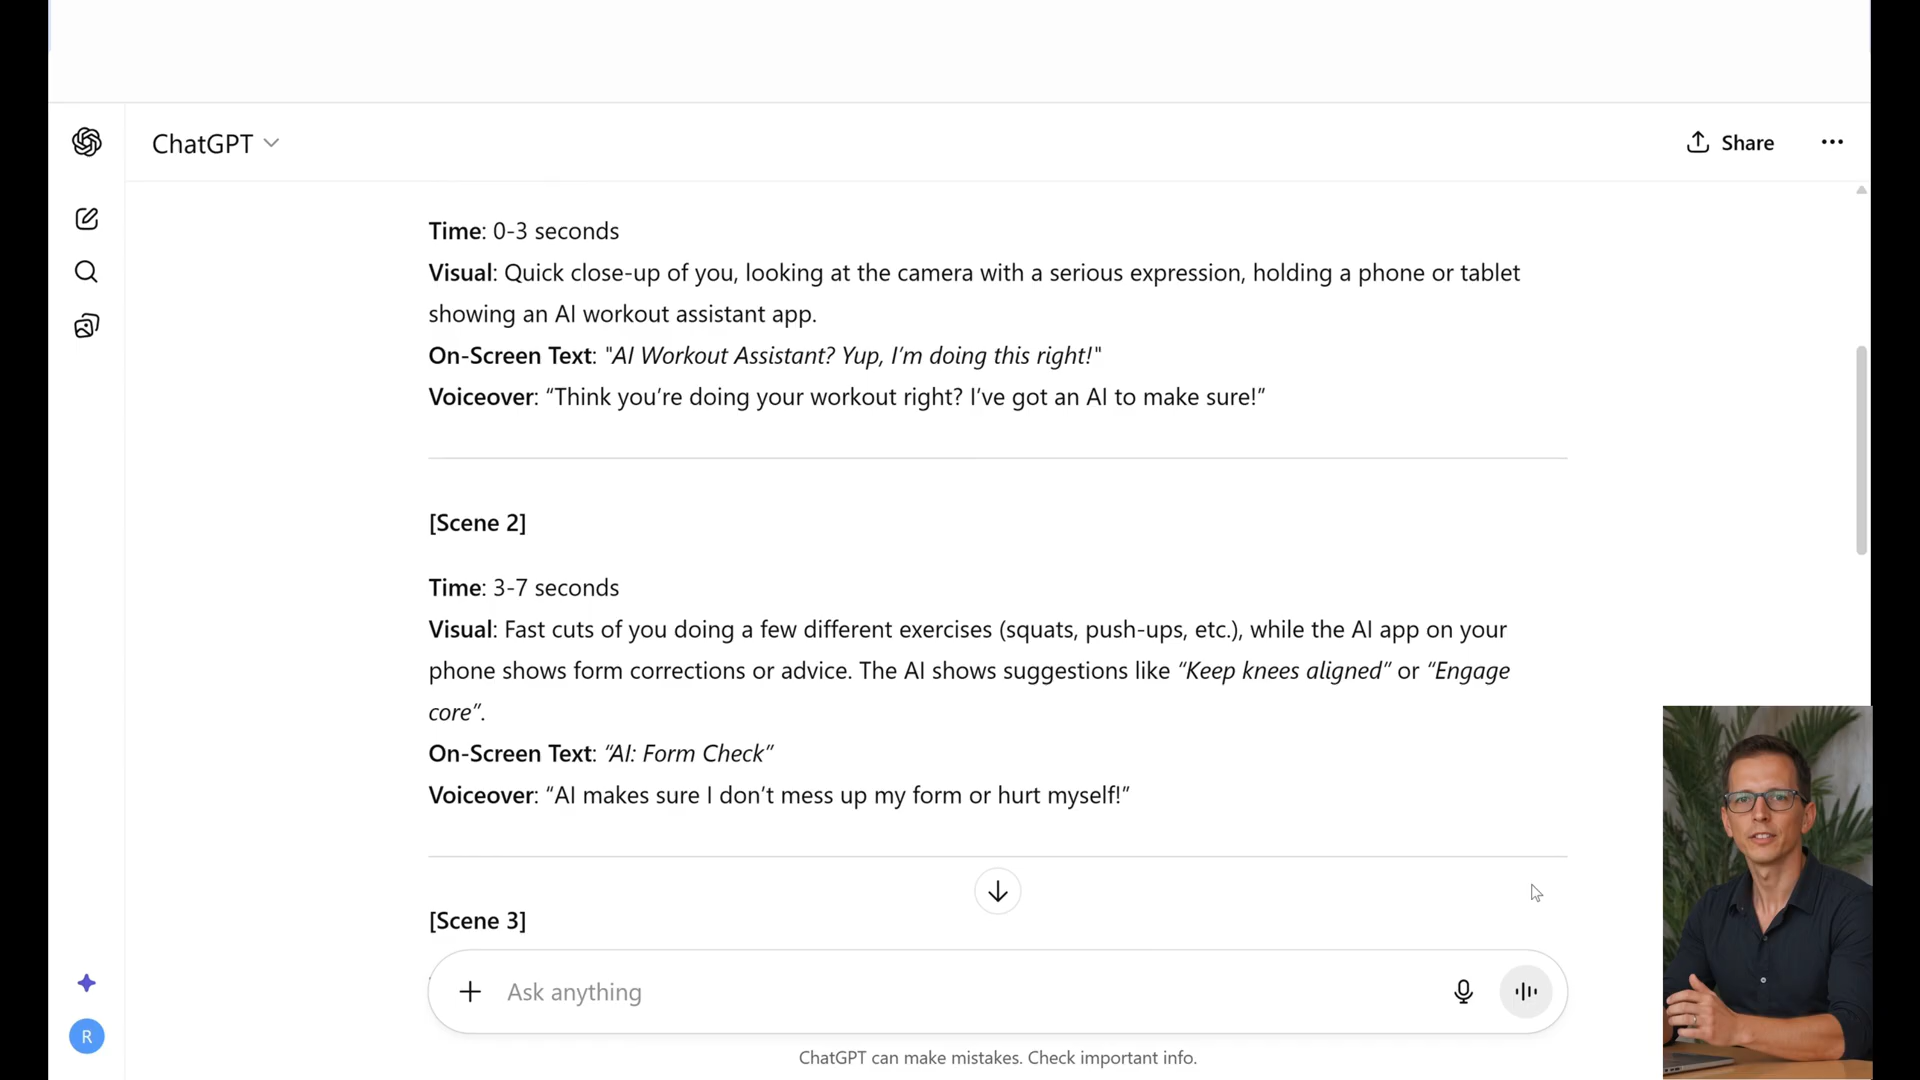 ChatGPT
Share
Time: 0-3 seconds
Visual: Quick close-up of you, looking at the camera with a serious expression, holding a phone or tablet
showing an AI workout assistant app.
On-Screen Text: "AI Workout Assistant? Yup, I’m doing this right!"
Voiceover: “Think you’re doing your workout right? I’ve got an AI to make sure!”
[Scene 2]
Time: 3-7 seconds
Visual: Fast cuts of you doing a few different exercises (squats, push-ups, etc.), while the AI app on your
phone shows form corrections or advice. The AI shows suggestions like “Keep knees aligned” or “Engage
core”.
On-Screen Text: “AI: Form Check”
Voiceover: “AI makes sure I don’t mess up my form or hurt myself!”
[Scene 3]
Ask anything
R
ChatGPT can make mistakes. Check important info.